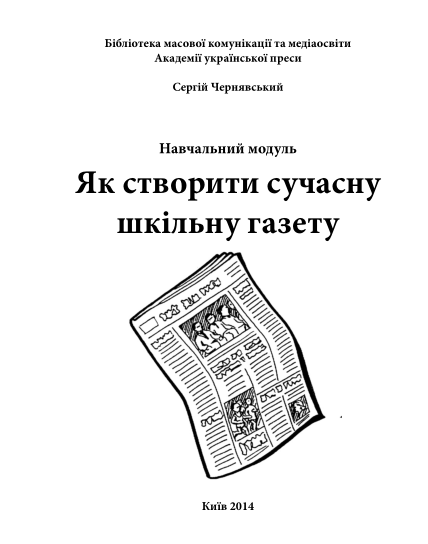 Бібліотека масової комунікації та медіаосвіти
Академії української преси
Сергій Чернявський
Навчальний модуль
Як створити сучасну
шкільну газету
Київ 2014